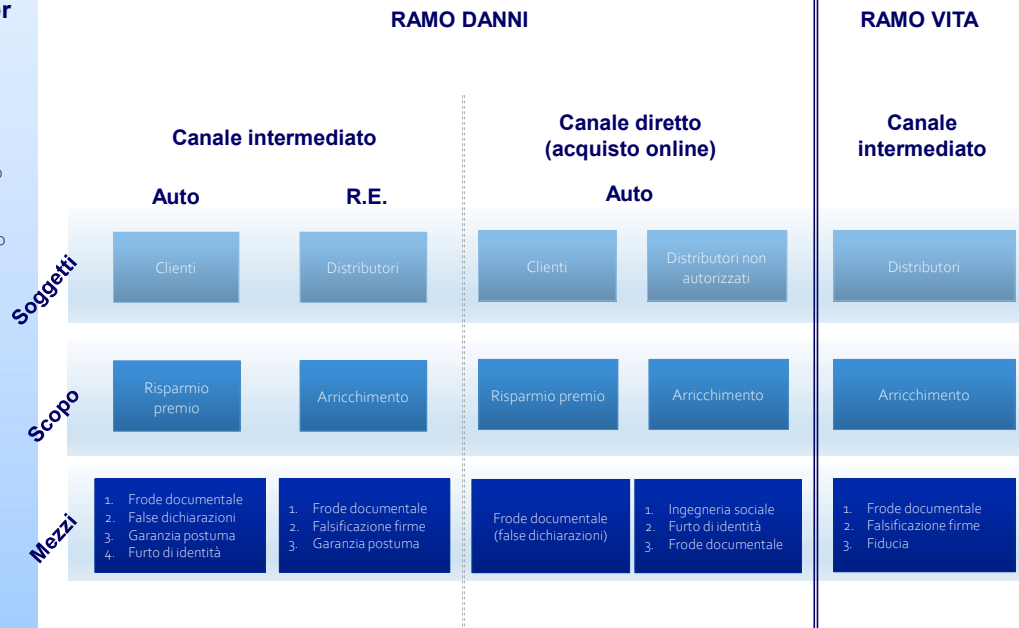 er
RAMO DANNI
RAMO VITA
Canale intermediato
Canale diretto
(acquisto online)
Canale
intermediato
Auto
R.E.
Auto
o
o
Soggetti
Clienti
Distributori
Clienti
Distributori non
autorizzati
Distributori
Scopo
Risparmio
premio
Arricchimento
Risparmio premio
Arricchimento
Arricchimento
Mezzi
1. Frode documentale
2. False dichiarazioni
3. Garanzia postuma
4. Furto di identità
1. Frode documentale
2. Falsificazione firme
3. Garanzia postuma
Frode documentale
(false dichiarazioni)
1. Ingegneria sociale
2. Furto di identità
3. Frode documentale
1. Frode documentale
2. Falsificazione firme
3. Fiducia